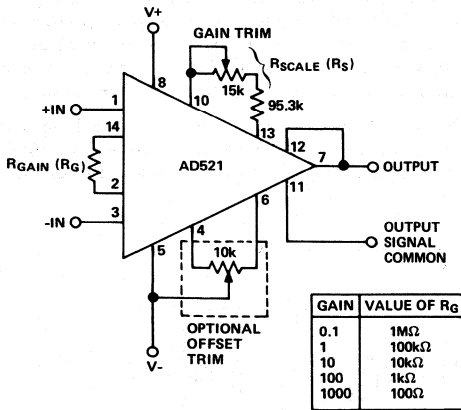 V+
GAIN TRIM
RSCALE (RS)
15k
95.3k
8
10
13
+IN
1
14
RGAIN (RG)
2
-IN
3
AD521
12
7
OUTPUT
11
6
4
5
10k
OUTPUT
SIGNAL
COMMON
OPTIONAL
OFFSET
TRIM
V-
GAIN VALUE OF RG
0.1 1MΩ
1 100kΩ
10 10kΩ
100 1kΩ
1000 100Ω